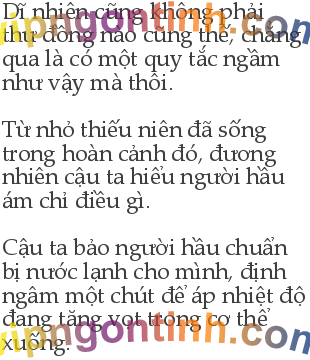 Dĩ nhiên cũng không phải
thư đồng nào cũng thế, chẳng
qua là có một quy tắc ngầm
như vậy mà thôi.
Từ nhỏ thiếu niên đã sống
trong hoàn cảnh đó, đương
nhiên cậu ta hiểu người hầu
ám chỉ điều gì.
Cậu ta bảo người hầu chuẩn
bị nước lạnh cho mình, định
ngâm một chút để áp nhiệt độ
đang tăng vọt trong cơ thể
xuống.
vipngontinh.com
vipngontinh.com